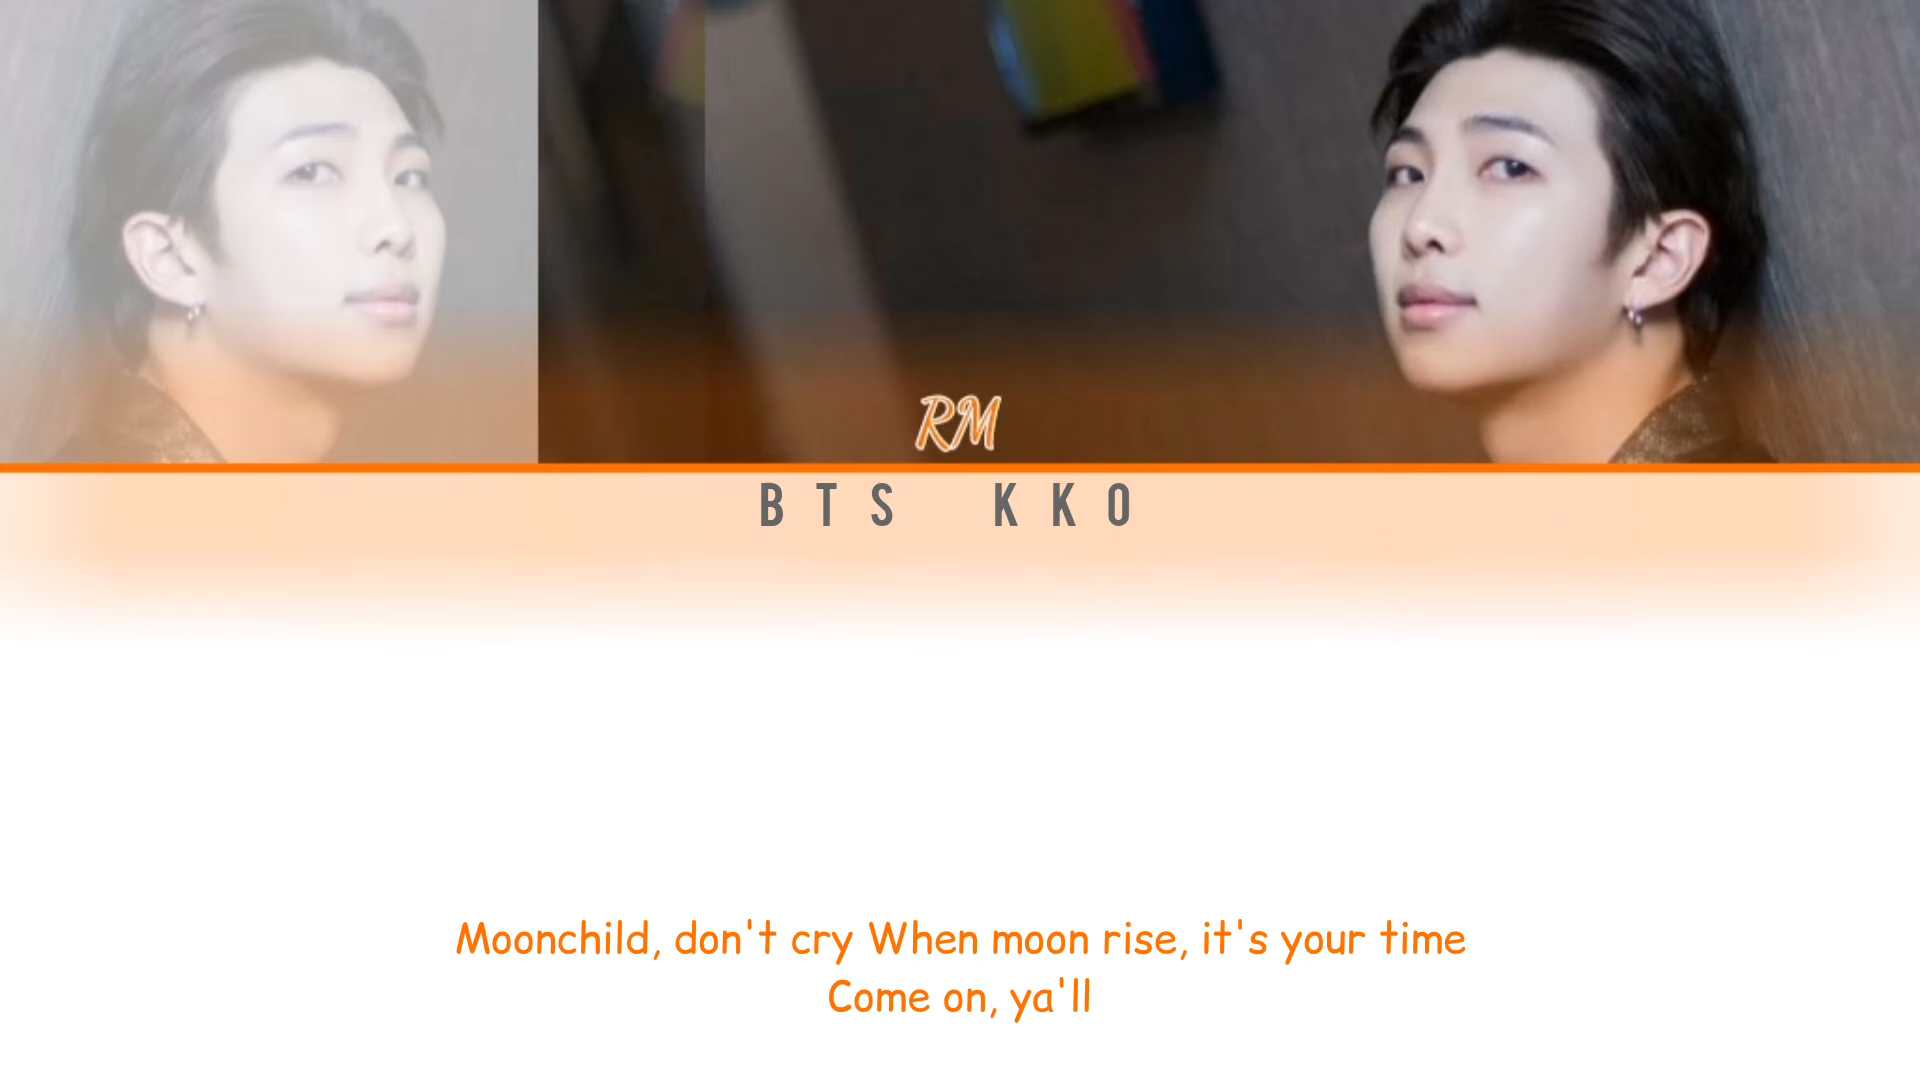 RM
BTS KKO
Moonchild, don't cry When moon rise, it's your time
Come on, ya'll